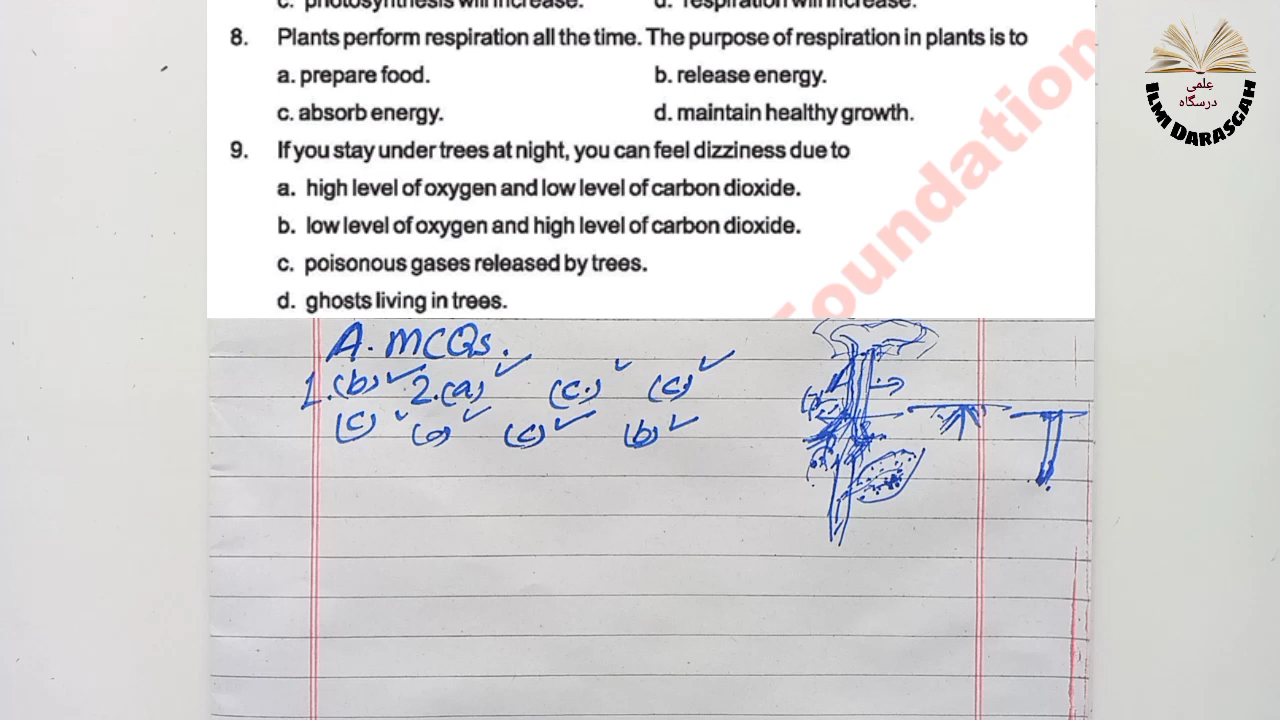 c. photosynthesis will increase. d. respiration will increase.
8. Plants perform respiration all the time. The purpose of respiration in plants is to
a. prepare food. b. release energy.
c. absorb energy. d. maintain healthy growth.
9. If you stay under trees at night, you can feel dizziness due to
a. high level of oxygen and low level of carbon dioxide.
b. low level of oxygen and high level of carbon dioxide.
c. poisonous gases released by trees.
d. ghosts living in trees.
Foundation
علمی
درسگاه
ILMI DARASGAH
A. MCQs.
1. (b) 2. (a) (c.) (c)
(c) (a) (c) (b)